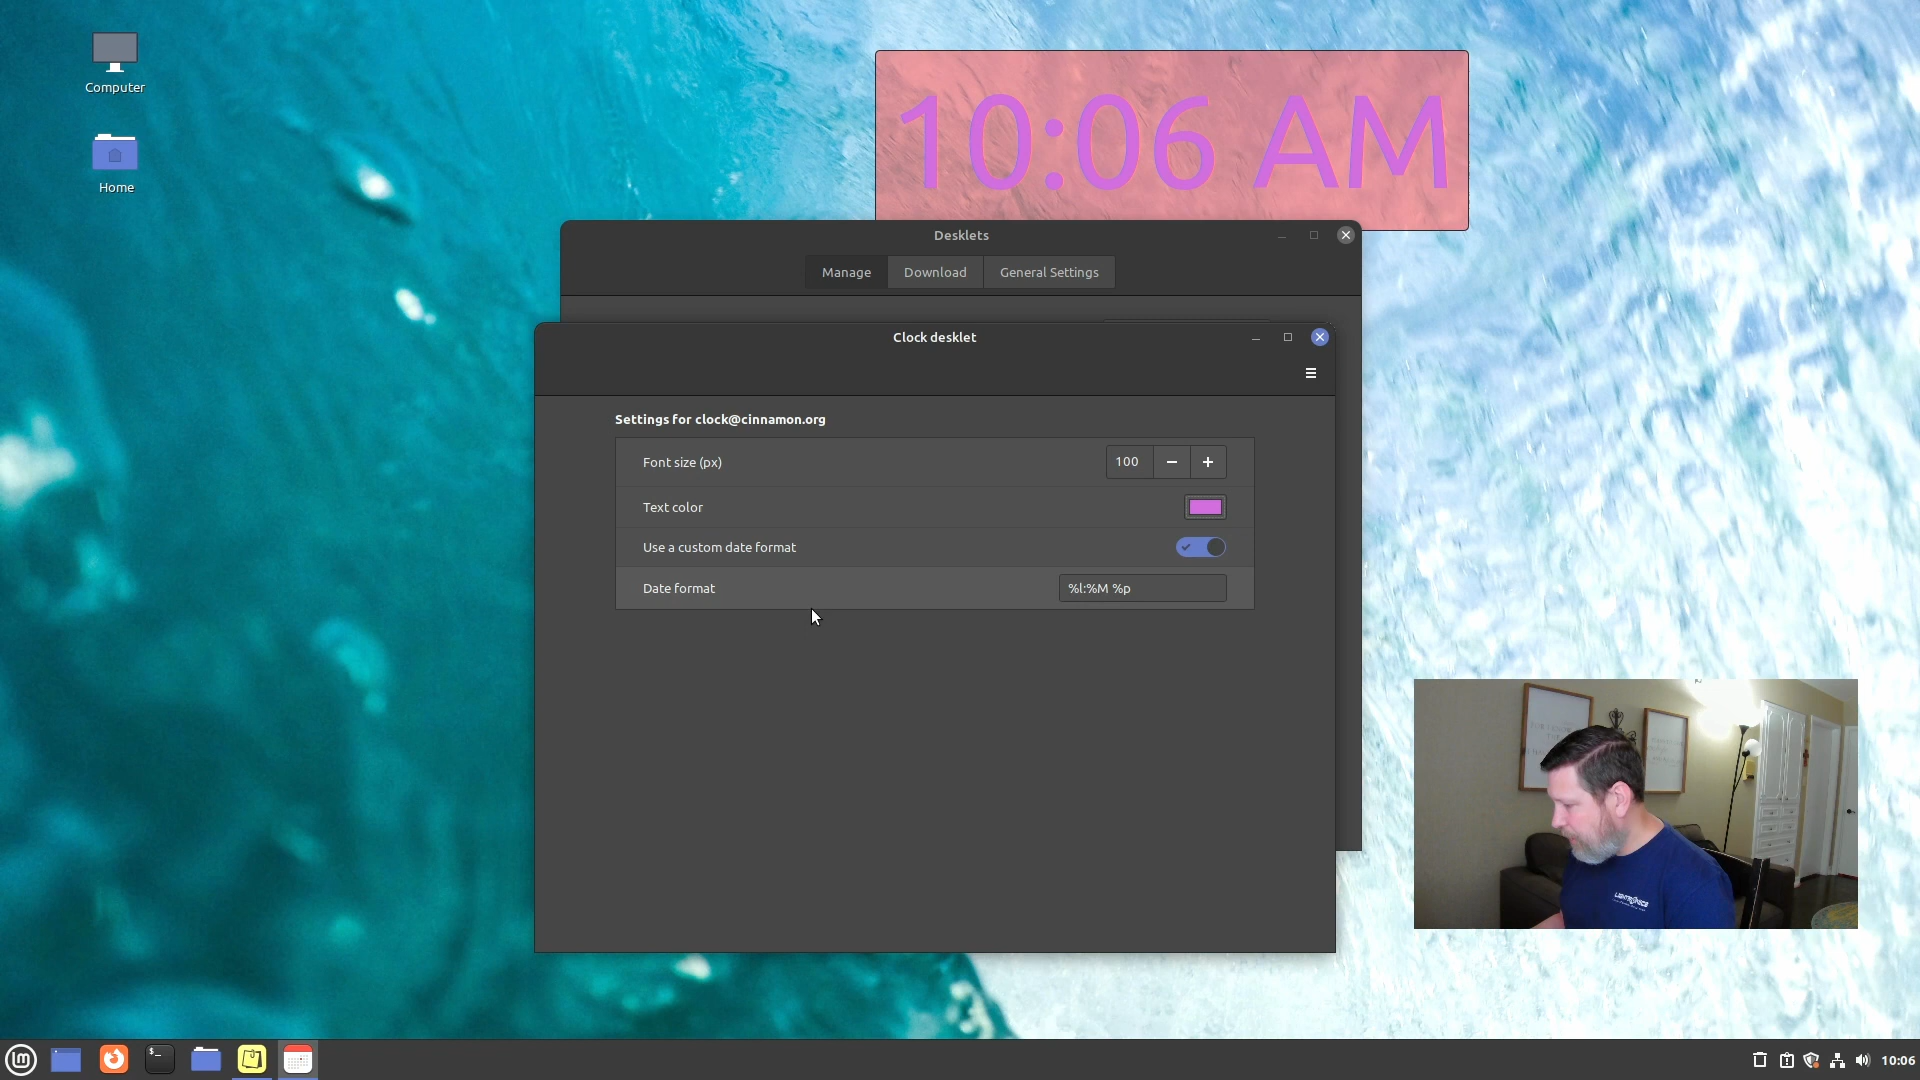 Computer
Home
10:06 AM
Desklets
Manage
Download
General Settings
Clock desklet
Settings for clock@cinnamon.org
Font size (px)
100
Text color
Use a custom date format
Date format
%l:%M %p
10:06